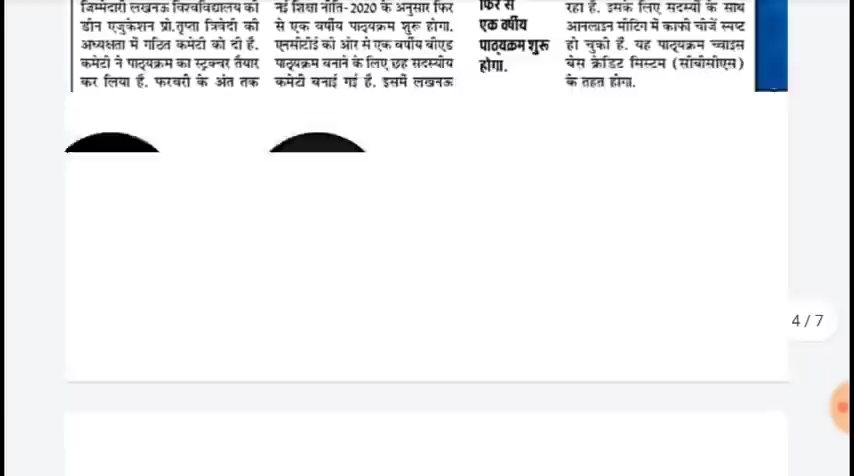 जिम्मेदारी लखनऊ विश्वविद्यालय की
डीन एजुकेशन प्रो.तृप्ता त्रिवेदी की
अध्यक्षता में गठित कमेटी को दी है.
कमेटी ने पाठ्यक्रम का स्ट्रक्चर तैयार
कर लिया है. फरवरी के अंत तक
नई शिक्षा नीति-2020 के अनुसार फिर
से एक वर्षीय पाठ्यक्रम शुरू होगा.
एनसीटीई की ओर से एक वर्षीय बीएड
पाठ्यक्रम बनाने के लिए छह सदस्यीय
कमेटी बनाई गई है. इसमें लखनऊ
फिर से
एक वर्षीय
पाठ्यक्रम शुरू
होगा.
रहा है. इसके लिए सदस्यों के साथ
आनलाइन मीटिंग में काफी चीजें स्पष्ट
हो चुकी हैं. यह पाठ्यक्रम च्वाइस
बेस क्रेडिट सिस्टम (सीबीसीएस)
के तहत होगा.
4 / 7